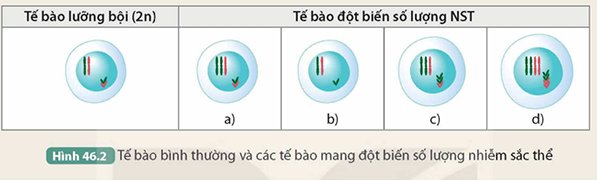 Tế bào lưỡng bội (2n)
Tế bào đột biến số lượng NST
a)
b)
c)
d)
Hình 46.2 Tế bào bình thường và các tế bào mang đột biến số lượng nhiễm sắc thể